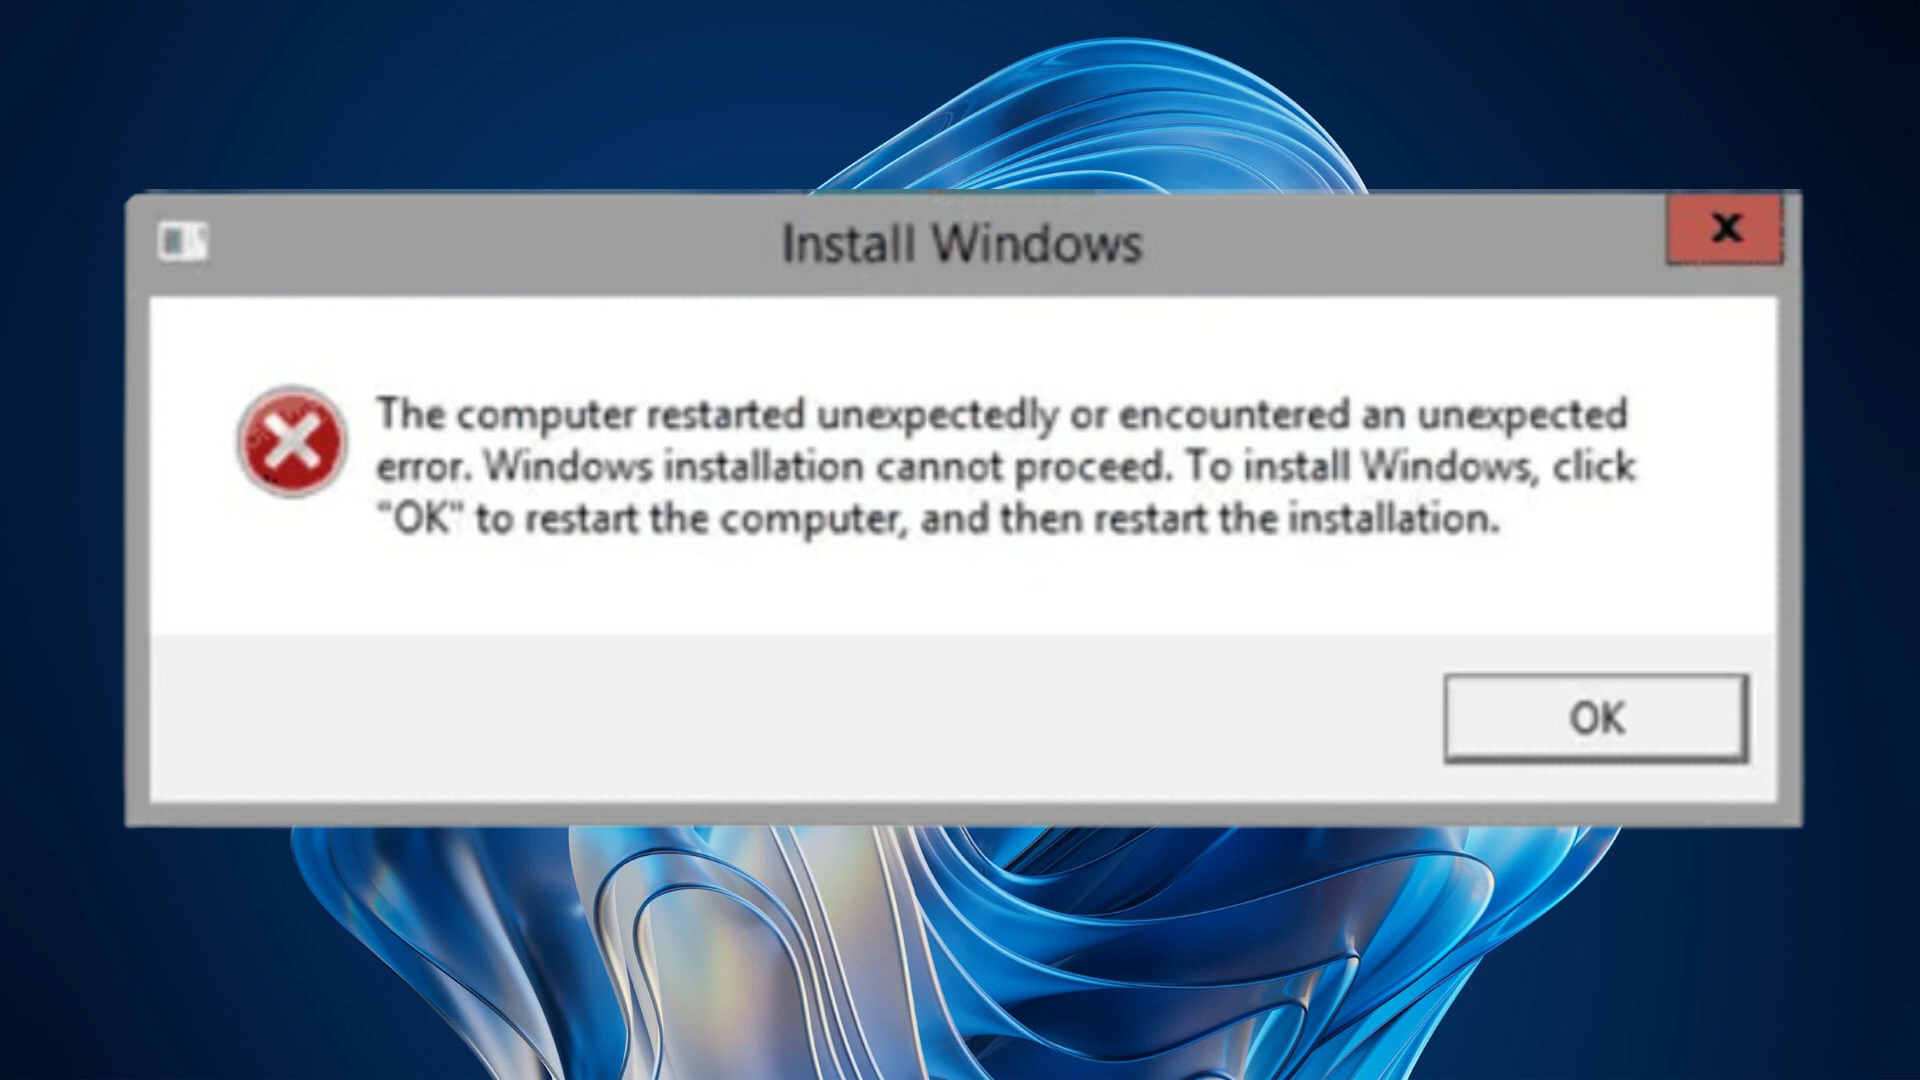 Install Windows
x
The computer restarted unexpectedly or encountered an unexpected
error. Windows installation cannot proceed. To install Windows, click
"OK" to restart the computer, and then restart the installation.
OK